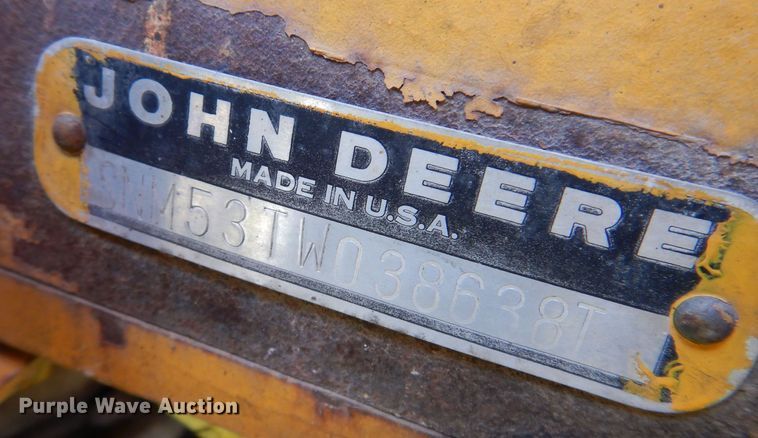 JOHN DEERE
MADE IN U.S.A.
SNM53TW038638T
Purple Wave Auction